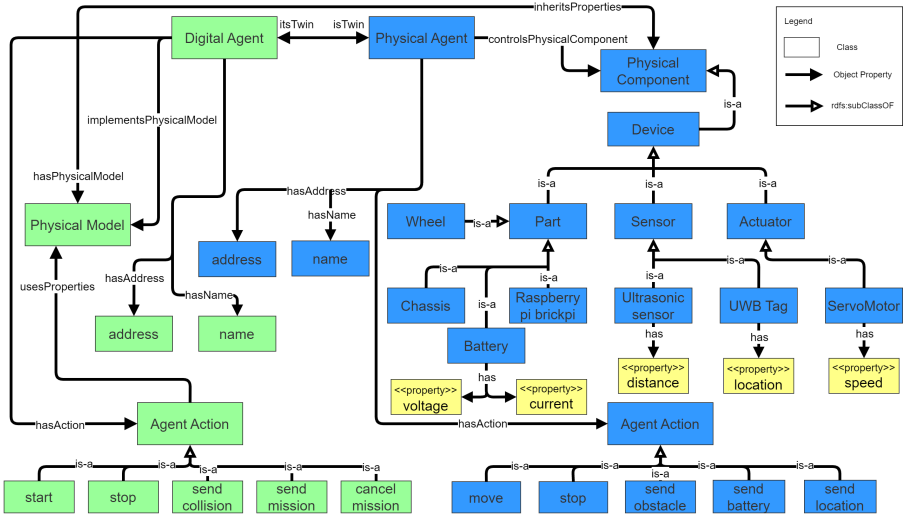 inheritsProperties
Legend
Class
Object Property
rdfs:subClassOF
itsTwin
isTwin
Digital Agent
Physical Agent
controlsPhysicalComponent
Physical
Component
is-a
Device
implementsPhysicalModel
hasPhysicalModel
is-a
is-a
is-a
hasAddress
hasName
Physical Model
Wheel
is-a
Part
Sensor
Actuator
address
name
usesProperties
hasAddress
hasName
is-a
is-a
is-a
is-a
is-a
is-a
is-a
Chassis
Raspberry
pi brickpi
Ultrasonic
sensor
UWB Tag
ServoMotor
address
name
Battery
has
has
has
has
<<property>>
distance
<<property>>
location
<<property>>
speed
<<property>>
voltage
<<property>>
current
hasAction
Agent Action
hasAction
Agent Action
is-a
is-a
is-a
is-a
is-a
is-a
is-a
is-a
is-a
is-a
start
stop
send
collision
send
mission
cancel
mission
move
stop
send
obstacle
send
battery
send
location